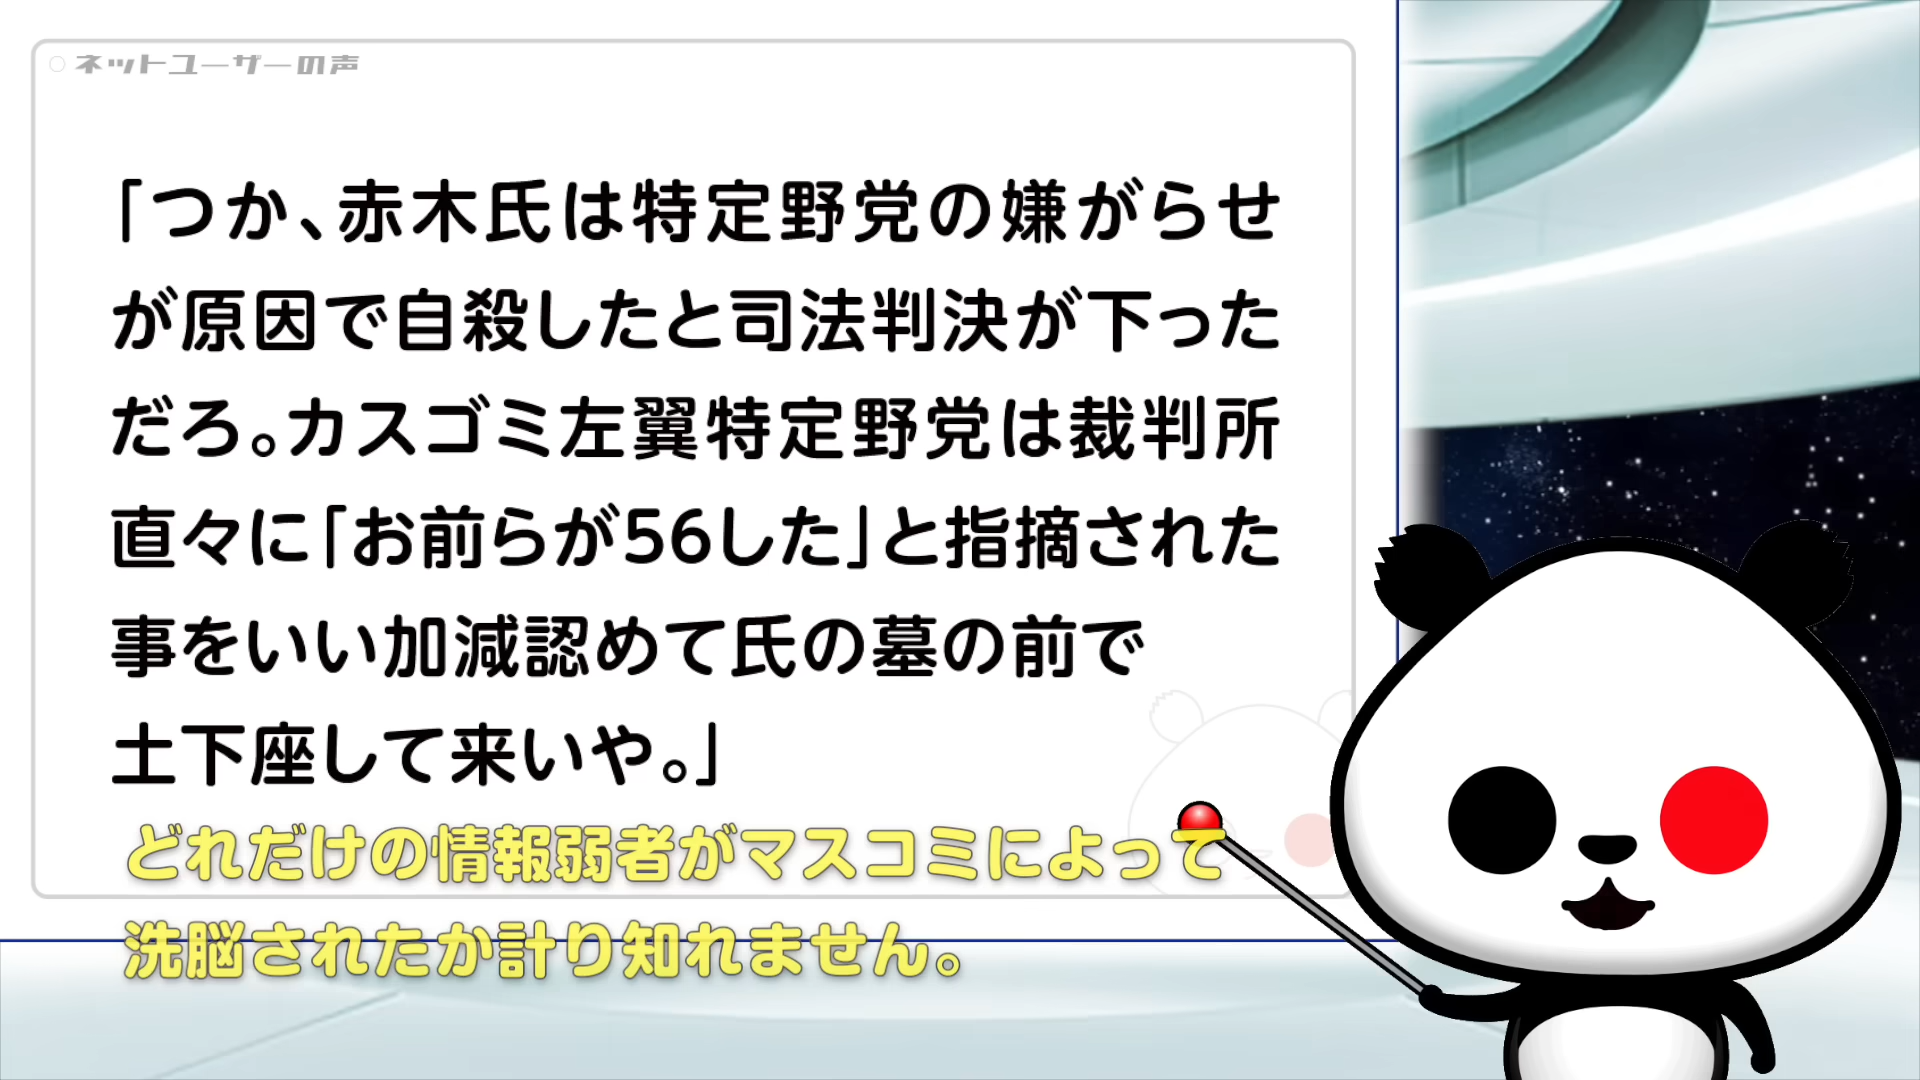 ネットユーザーの声
「つか、赤木氏は特定野党の嫌がらせ
が原因で自殺したと司法判決が下った
だろ。カスゴミ左翼特定野党は裁判所
直々に「お前らが56した」と指摘された
事をいい加減認めて氏の墓の前で
土下座して来いや。」
どれだけの情報弱者がマスコミによって
洗脳されたか計り知れません。